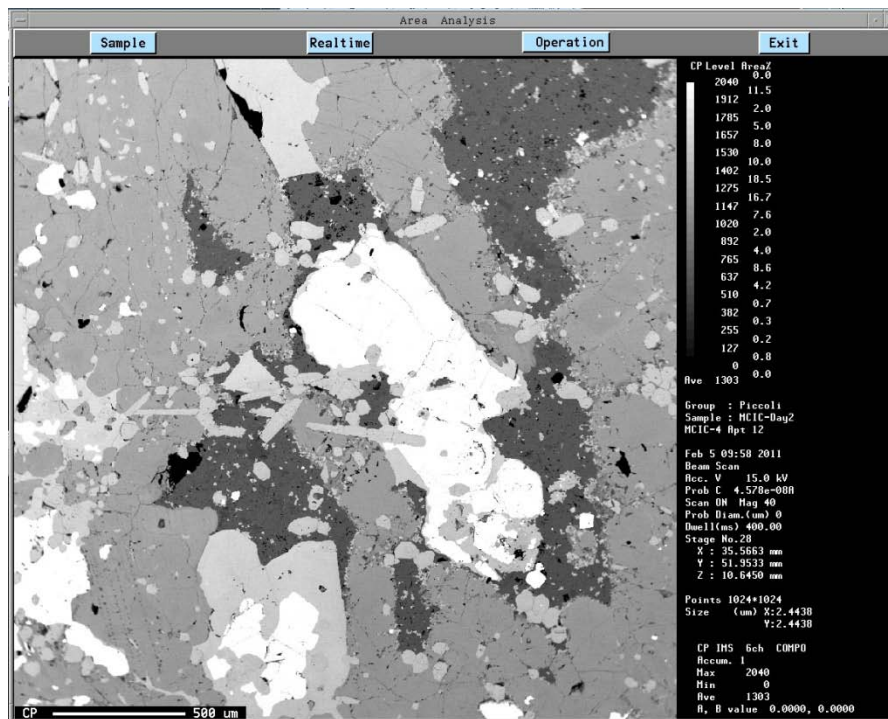 Area Analysis
Sample Realtime Operation Exit
CP Level Area%
0.0
2040
11.5
1912
2.0
1785
5.0
1657
8.0
1530
10.0
1402
18.5
1275
16.7
1147
7.6
1020
2.0
892
4.0
765
8.6
637
4.2
510
0.7
382
0.3
255
0.2
127
0.8
0
0.0
Ave 1303
Group : Piccoli
Sample : MCIC-Day2
MCIC-4 Apt 12
Feb 5 09:58 2011
Beam Scan
Acc. V 15.0 kV
Prob C 4.578e-08A
Scan ON Mag 40
Prob Diam.(um) 0
Dwell(ms) 400.00
Stage No.28
X : 35.5663 mm
Y : 51.9533 mm
Z : 10.6450 mm
Points 1024*1024
Size (um) X:2.4438
Y:2.4438
CP IMS 6ch COMPO
Accum. 1
Max 2040
Min 0
Ave 1303
A, B value 0.0000, 0.0000
CP 500 um